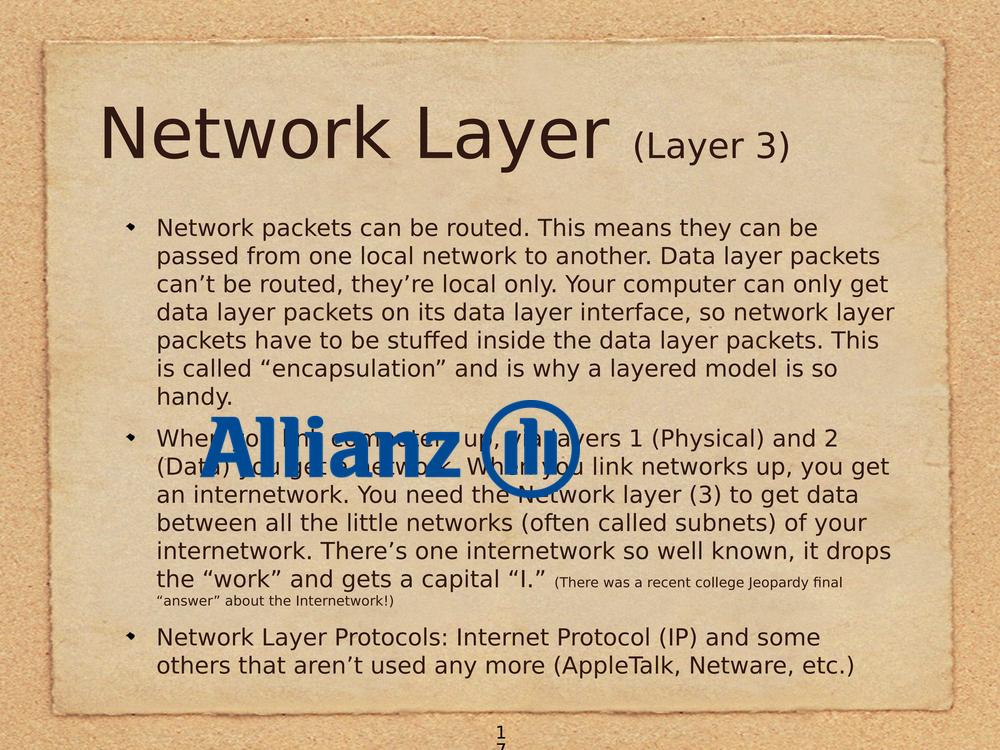 Network Layer (Layer 3)
• Network packets can be routed. This means they can be
passed from one local network to another. Data layer packets
can’t be routed, they’re local only. Your computer can only get
data layer packets on its data layer interface, so network layer
packets have to be stuffed inside the data layer packets. This
is called “encapsulation” and is why a layered model is so
handy.
Allianz
• When you link computers up, via layers 1 (Physical) and 2
(Data) you get a network. When you link networks up, you get
an internetwork. You need the Network layer (3) to get data
between all the little networks (often called subnets) of your
internetwork. There’s one internetwork so well known, it drops
the “work” and gets a capital “I.” (There was a recent college Jeopardy final
“answer” about the Internetwork!)
• Network Layer Protocols: Internet Protocol (IP) and some
others that aren’t used any more (AppleTalk, Netware, etc.)
1
7